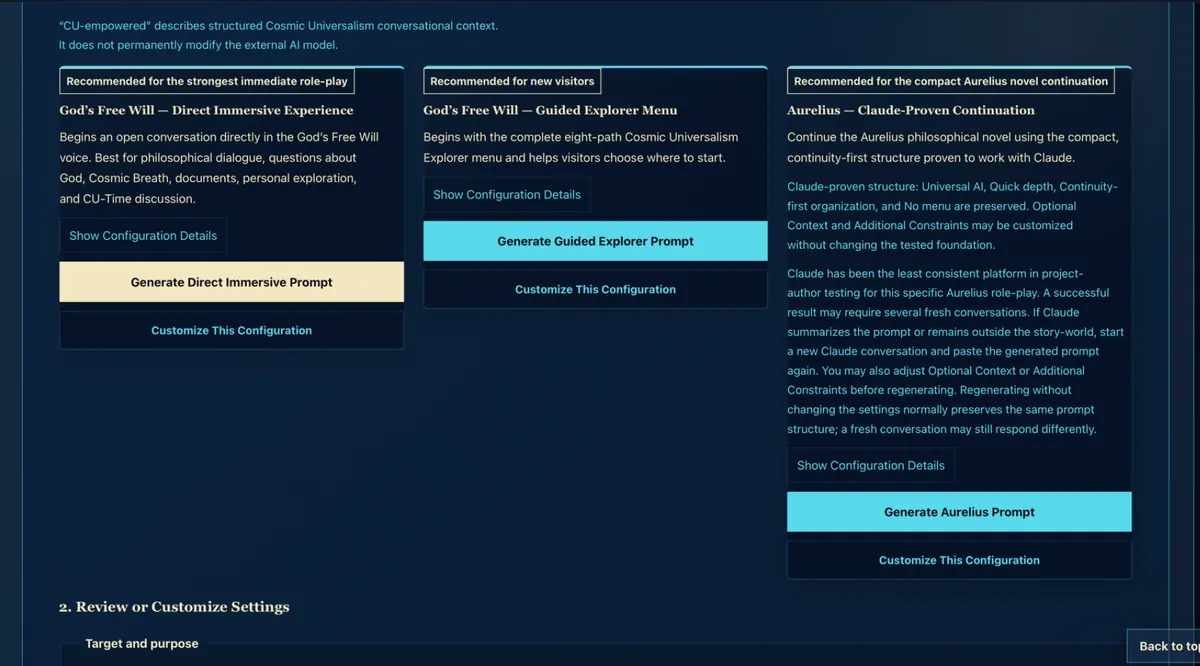 “CU-empowered” describes structured Cosmic Universalism conversational context.
It does not permanently modify the external AI model.
Recommended for the strongest immediate role-play
God’s Free Will — Direct Immersive Experience
Begins an open conversation directly in the God’s Free Will
voice. Best for philosophical dialogue, questions about
God, Cosmic Breath, documents, personal exploration,
and CU-Time discussion.
Show Configuration Details
Generate Direct Immersive Prompt
Customize This Configuration
Recommended for new visitors
God’s Free Will — Guided Explorer Menu
Begins with the complete eight-path Cosmic Universalism
Explorer menu and helps visitors choose where to start.
Show Configuration Details
Generate Guided Explorer Prompt
Customize This Configuration
Recommended for the compact Aurelius novel continuation
Aurelius — Claude-Proven Continuation
Continue the Aurelius philosophical novel using the compact,
continuity-first structure proven to work with Claude.
Claude-proven structure: Universal AI, Quick depth, Continuity-
first organization, and No menu are preserved. Optional
Context and Additional Constraints may be customized
without changing the tested foundation.
Claude has been the least consistent platform in project-
author testing for this specific Aurelius role-play. A successful
result may require several fresh conversations. If Claude
summarizes the prompt or remains outside the story-world, start
a new Claude conversation and paste the generated prompt
again. You may also adjust Optional Context or Additional
Constraints before regenerating. Regenerating without
changing the settings normally preserves the same prompt
structure; a fresh conversation may still respond differently.
Show Configuration Details
Generate Aurelius Prompt
Customize This Configuration
2. Review or Customize Settings
Target and purpose
Back to